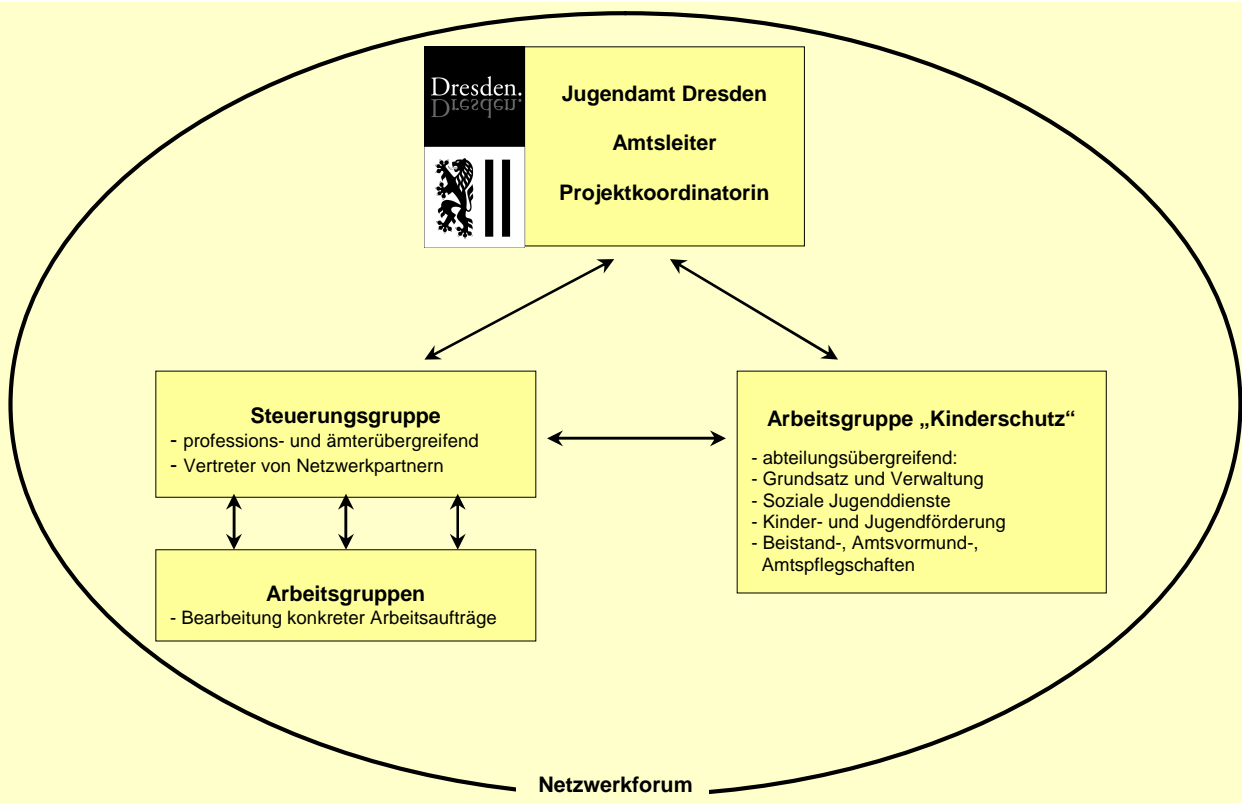 Dresden.
Dresden.
Jugendamt Dresden
Amtsleiter
Projektkoordinatorin
Steuerungsgruppe
- professions- und ämterübergreifend
- Vertreter von Netzwerkpartnern
Arbeitsgruppe „Kinderschutz“
- abteilungsübergreifend:
- Grundsatz und Verwaltung
- Soziale Jugenddienste
- Kinder- und Jugendförderung
- Beistand-, Amtsvormund-,
Amtspflegschaften
Arbeitsgruppen
- Bearbeitung konkreter Arbeitsaufträge
Netzwerkforum